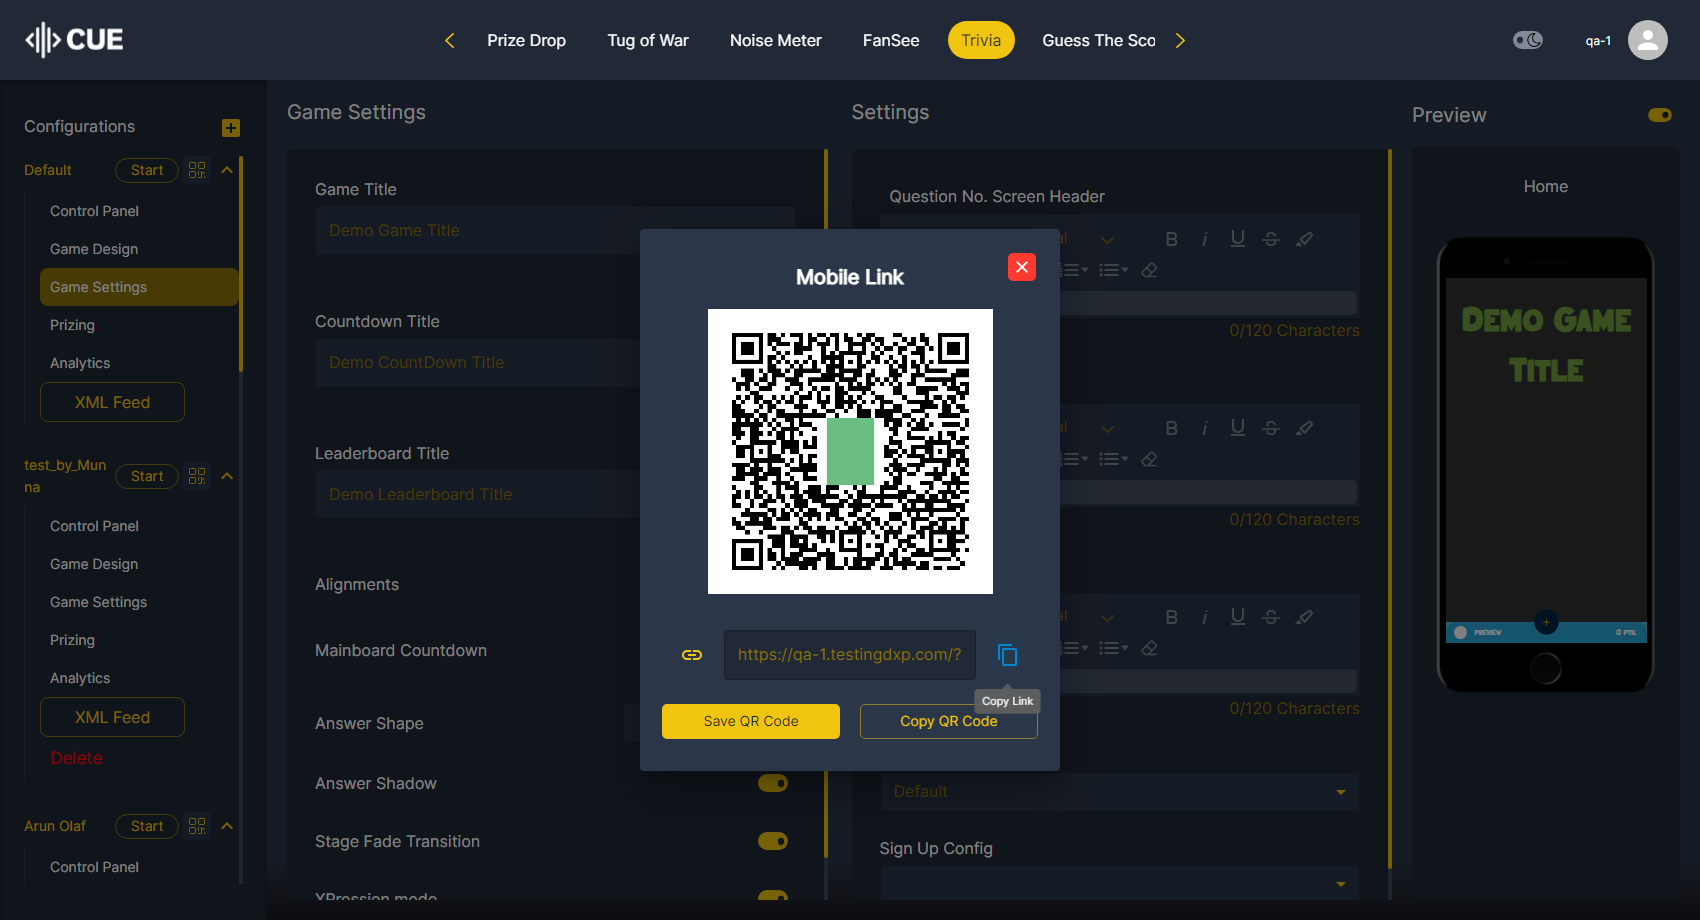 CUE
Prize Drop
Tug of War
Noise Meter
FanSee
Trivia
Guess The Sco
qa-1
Configurations
Default
Start
Control Panel
Game Design
Game Settings
Prizing
Analytics
XML Feed
test_by_Mun
na
Start
Control Panel
Game Design
Game Settings
Prizing
Analytics
XML Feed
Delete
Arun Olaf
Start
Control Panel
Game Settings
Game Title
Demo Game Title
Countdown Title
Demo CountDown Title
Leaderboard Title
Demo Leaderboard Title
Alignments
Mainboard Countdown
Answer Shape
Answer Shadow
Stage Fade Transition
XPression mode
Mobile Link
https://qa-1.testingdxp.com/?
Copy Link
Save QR Code
Copy QR Code
Settings
Question No. Screen Header
al
B i U S
0/120 Characters
al
B i U S
0/120 Characters
al
B i U S
0/120 Characters
Default
Sign Up Config
Preview
Home
Demo Game
Title
PREVIEW
0 PTS.